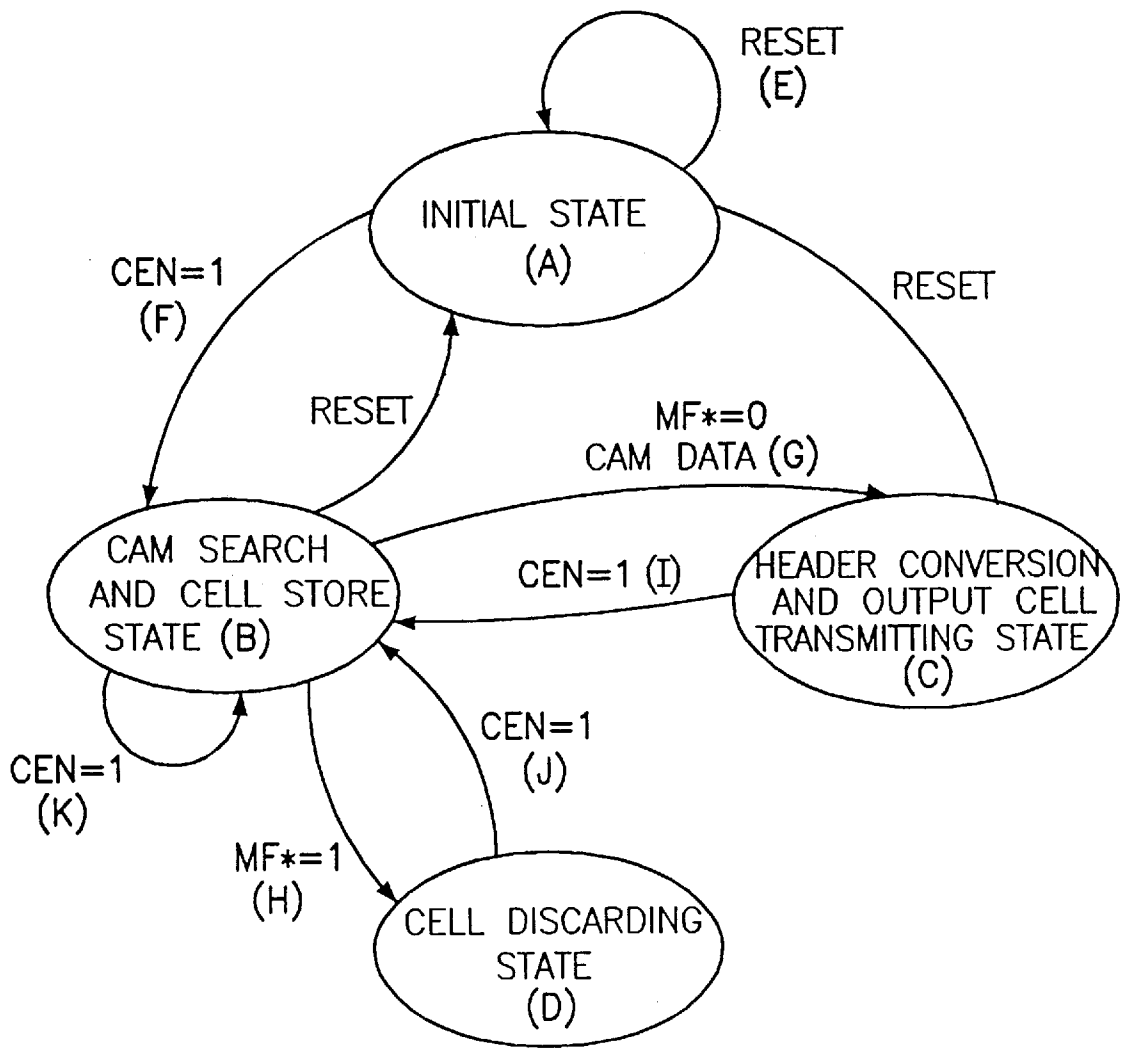 RESET
(E)
INITIAL STATE
(A)
CEN=1
(F)
RESET
RESET
MF*=0
CAM DATA (G)
CAM SEARCH
AND CELL STORE
STATE (B)
CEN=1 (I)
HEADER CONVERSION
AND OUTPUT CELL
TRANSMITTING STATE
(C)
CEN=1
(K)
CEN=1
(J)
MF*=1
(H)
CELL DISCARDING
STATE
(D)